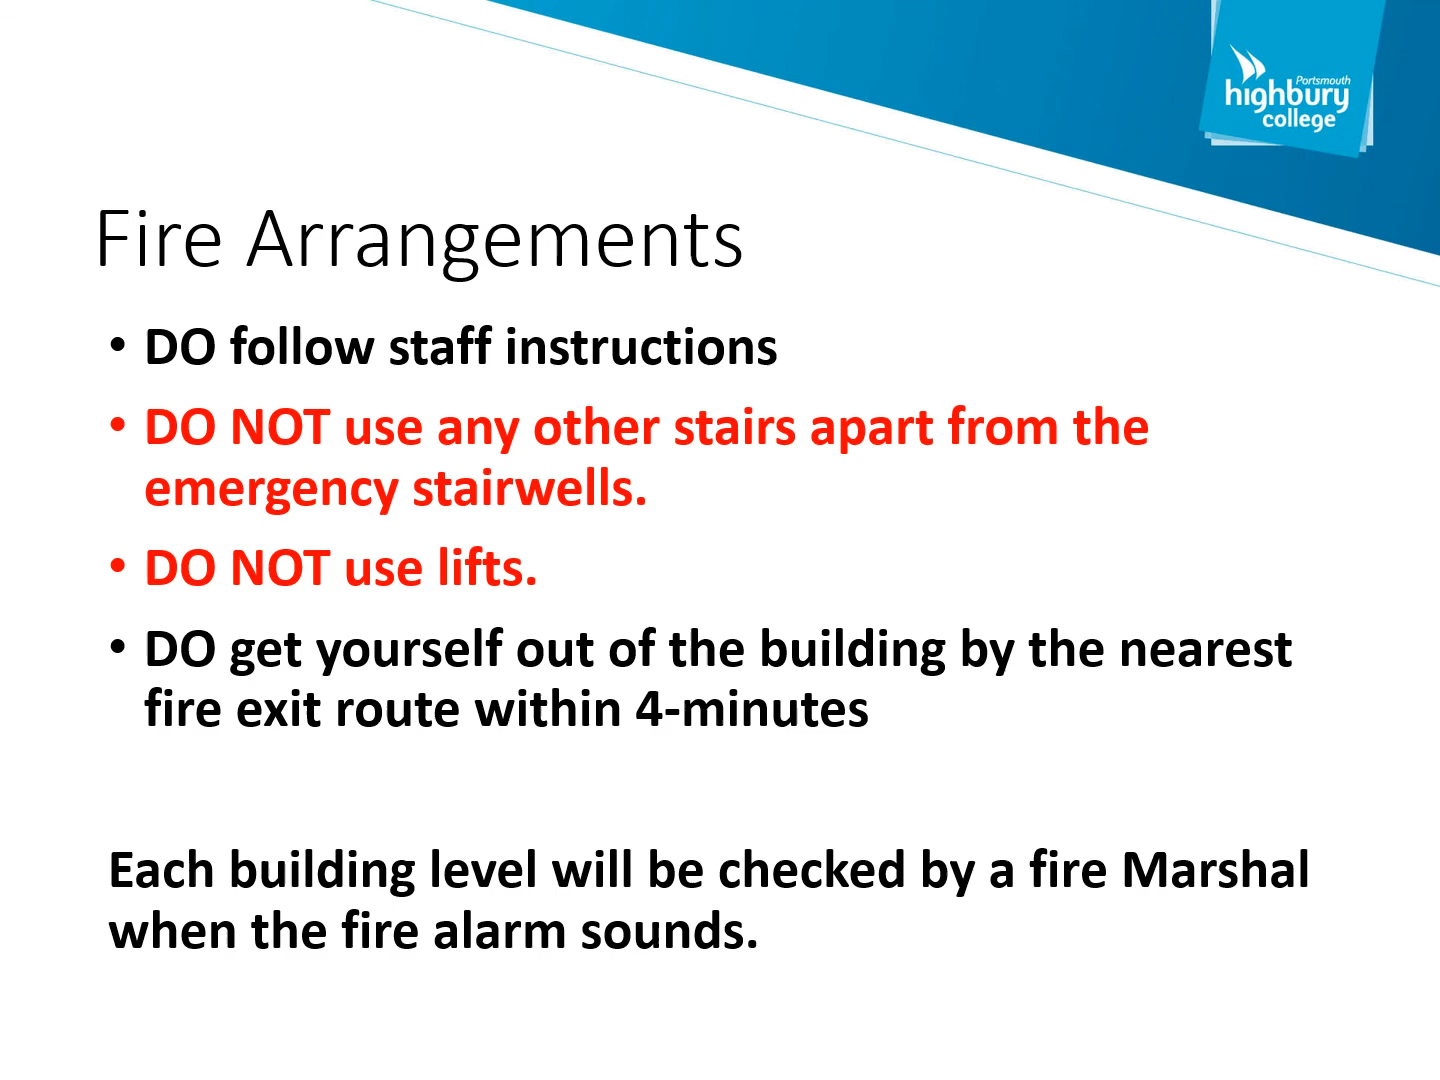 Portsmouth
highbury
college
Fire Arrangements
• DO follow staff instructions
• DO NOT use any other stairs apart from the
emergency stairwells.
• DO NOT use lifts.
• DO get yourself out of the building by the nearest
fire exit route within 4-minutes
Each building level will be checked by a fire Marshal
when the fire alarm sounds.